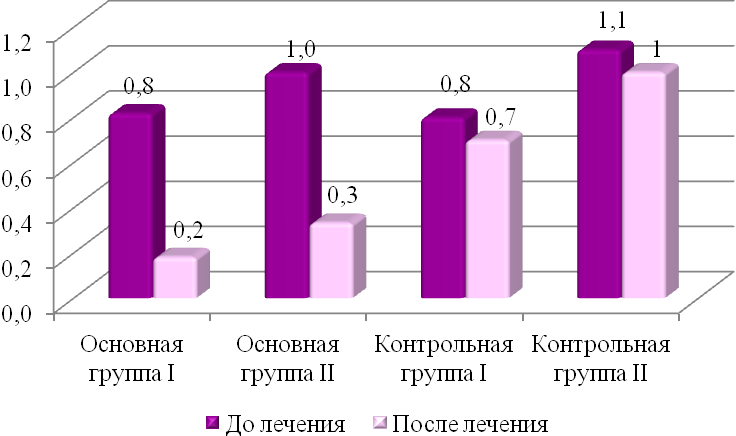 1,2
1,0
0,8
0,6
0,4
0,2
0,0
0,8
0,2
1,0
0,3
0,8
0,7
1,1
1
Основная
группа I
Основная
группа II
Контрольная
группа I
Контрольная
группа II
До лечения
После лечения